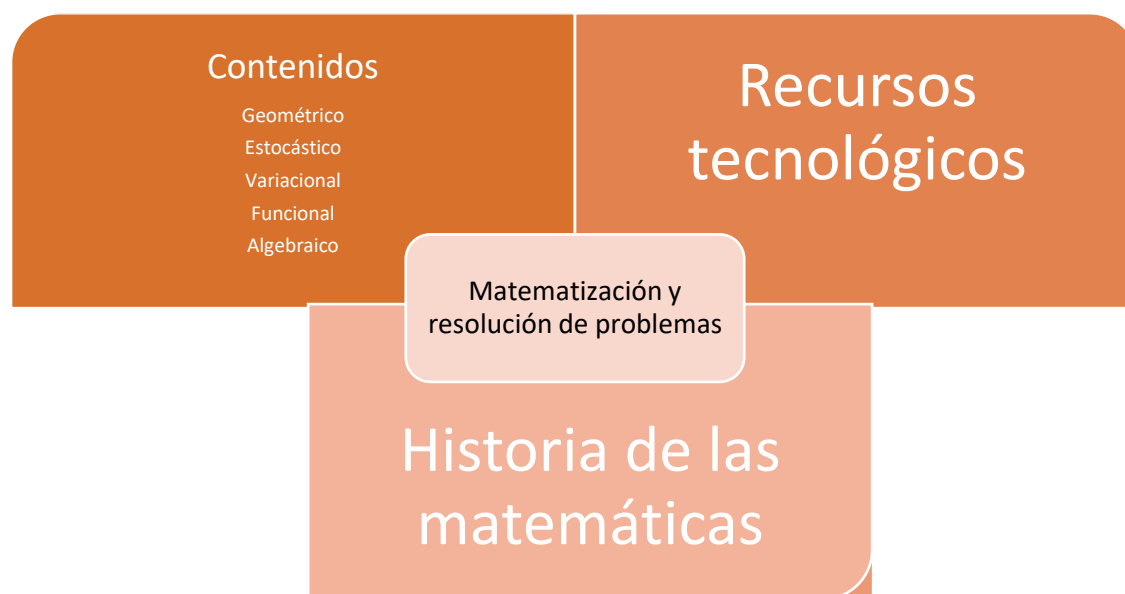 Contenidos
Geométrico
Estocástico
Variacional
Funcional
Algebraico
Recursos
tecnológicos
Matematización y
resolución de problemas
Historia de las
matemáticas